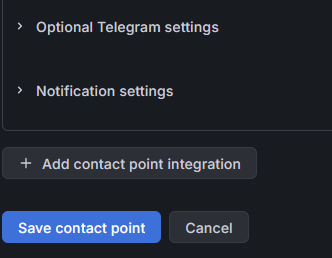 Optional Telegram settings
Notification settings
Add contact point integration
Save contact point
Cancel